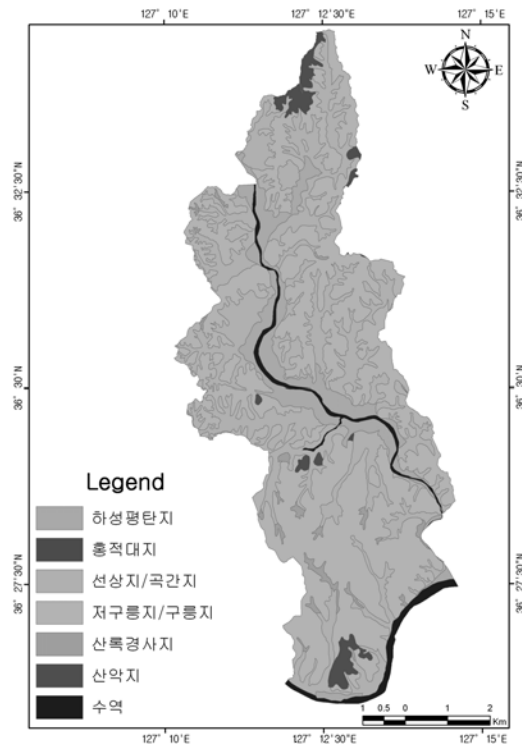 127° 10'E
127° 12'30"E
127° 15'E
N
W E
S
36° 32'30"N
36° 32'30"N
36° 30'N
36° 30'N
36° 27'30"N
36° 27'30"N
Legend
하성평탄지
홍적대지
선상지/곡간지
저구릉지/구릉지
산록경사지
산악지
수역
1 0.5 0 1 2
Km
127° 10'E
127° 12'30"E
127° 15'E